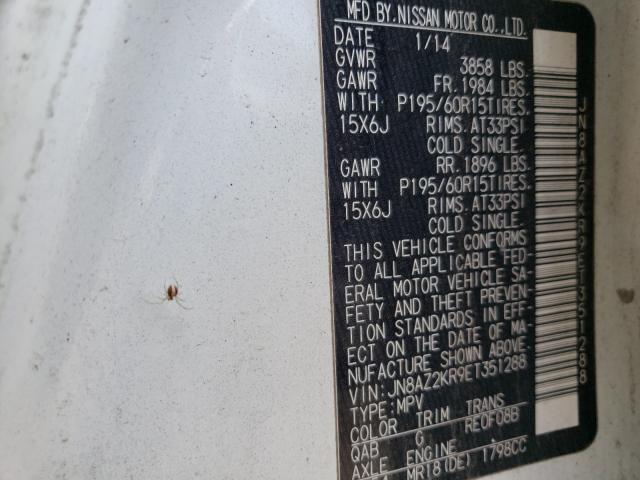 MFD BY.NISSAN MOTOR CO.,LTD.
DATE 1/14
GVWR 3858 LBS.
GAWR FR. 1984 LBS.
WITH P195/60R15TIRES.
15X6J RIMS. AT33PSI
COLD SINGLE.
GAWR RR. 1896 LBS.
WITH P195/60R15TIRES.
15X6J RIMS. AT33PSI
COLD SINGLE.
THIS VEHICLE CONFORMS
TO ALL APPLICABLE FED-
ERAL MOTOR VEHICLE SA-
FETY AND THEFT PREVEN-
TION STANDARDS IN EFF-
ECT ON THE DATE OF MA-
NUFACTURE SHOWN ABOVE.
VIN: JN8AZ2KR9ET351288
TYPE: MPV
COLOR TRIM TRANS
QAB G RE0F08B
AXLE ENGINE
MR18(DE) 1798CC
JN8AZ2KR9ET351288